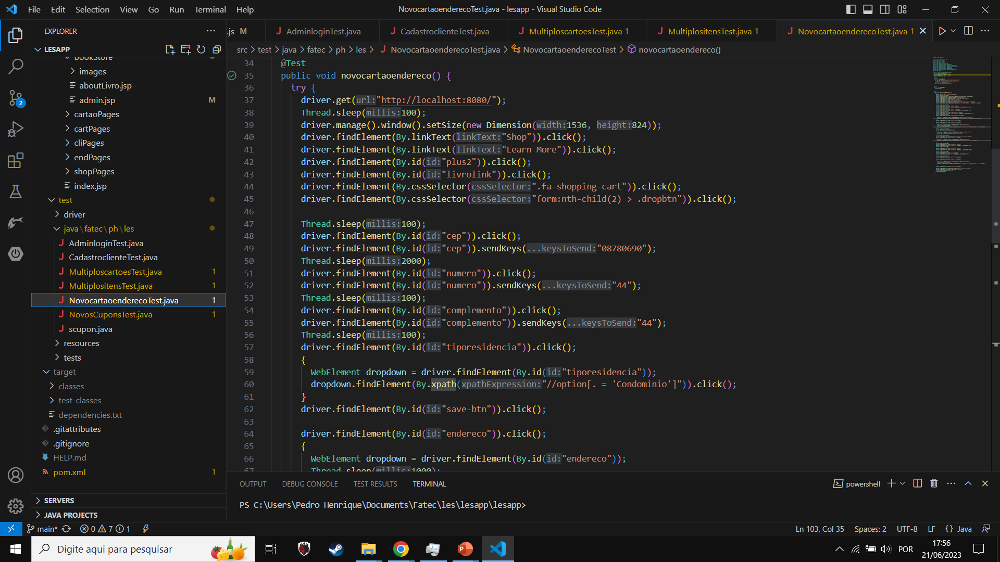 File Edit Selection View Go Run Terminal Help
NovocartaoenderecoTest.java - lesapp - Visual Studio Code
EXPLORER
LESAPP
bookStore
images
aboutLivro.jsp
admin.jsp M
cartaoPages
cartPages
cliPages
endPages
shopPages
index.jsp
test
driver
java\fatec\ph\les
AdminloginTest.java
CadastroclienteTest.java
MultiploscartoesTest.java 1
MultiplositensTest.java 1
NovocartaoenderecoTest.java 1
NovosCuponsTest.java 1
scupon.java
resources
tests
target
classes
test-classes
dependencies.txt
.gitattributes
.gitignore
HELP.md
pom.xml 1
SERVERS
JAVA PROJECTS
2
.js M
AdminloginTest.java
CadastroclienteTest.java
MultiploscartoesTest.java 1
MultiplositensTest.java 1
NovocartaoenderecoTest.java 1
src > test > java > fatec > ph > les > NovocartaoenderecoTest.java > NovocartaoenderecoTest > novocartaoendereco()
34 @Test
35 public void novocartaoendereco() {
36 try {
37 driver.get(url:"http://localhost:8080/");
38 Thread.sleep(millis:100);
39 driver.manage().window().setSize(new Dimension(width:1536, height:824));
40 driver.findElement(By.linkText(linkText:"Shop")).click();
41 driver.findElement(By.linkText(linkText:"Learn More")).click();
42 driver.findElement(By.id(id:"plus2")).click();
43 driver.findElement(By.id(id:"livrolink")).click();
44 driver.findElement(By.cssSelector(cssSelector:".fa-shopping-cart")).click();
45 driver.findElement(By.cssSelector(cssSelector:"form:nth-child(2) > .dropbtn")).click();
46
47 Thread.sleep(millis:100);
48 driver.findElement(By.id(id:"cep")).click();
49 driver.findElement(By.id(id:"cep")).sendKeys(...keysToSend:"08780690");
50 Thread.sleep(millis:2000);
51 driver.findElement(By.id(id:"numero")).click();
52 driver.findElement(By.id(id:"numero")).sendKeys(...keysToSend:"44");
53 Thread.sleep(millis:100);
54 driver.findElement(By.id(id:"complemento")).click();
55 driver.findElement(By.id(id:"complemento")).sendKeys(...keysToSend:"44");
56 Thread.sleep(millis:100);
57 driver.findElement(By.id(id:"tiporesidencia")).click();
58 {
59 WebElement dropdown = driver.findElement(By.id(id:"tiporesidencia"));
60 dropdown.findElement(By.xpath(xpathExpression:"//option[. = 'Condominio']")).click();
61 }
62 driver.findElement(By.id(id:"save-btn")).click();
63
64 driver.findElement(By.id(id:"endereco")).click();
65 {
66 WebElement dropdown = driver.findElement(By.id(id:"endereco"));
67 Thread.sleep(millis:1000);
OUTPUT DEBUG CONSOLE TEST RESULTS TERMINAL
powershell
PS C:\Users\Pedro Henrique\Documents\Fatec\les\lesapp\lesapp>
main* 0 7 1
Ln 103, Col 35 Spaces: 2 UTF-8 LF {} Java
Digite aqui para pesquisar
POR
17:56
21/06/2023